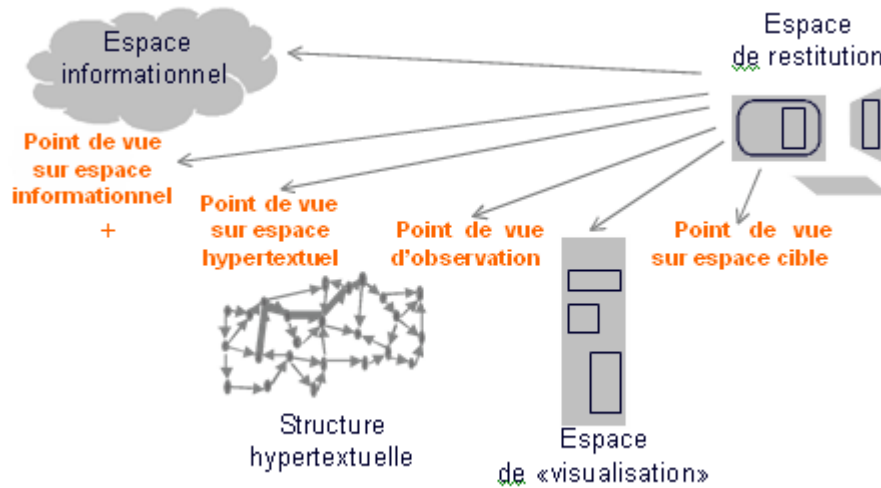 Espace
informationnel
Espace
de restitution
Point de vue
sur espace
informationnel
+
Point de vue
sur espace
hypertextuel
Point de vue
d'observation
Point de vue
sur espace cible
Structure
hypertextuelle
Espace
de «visualisation»